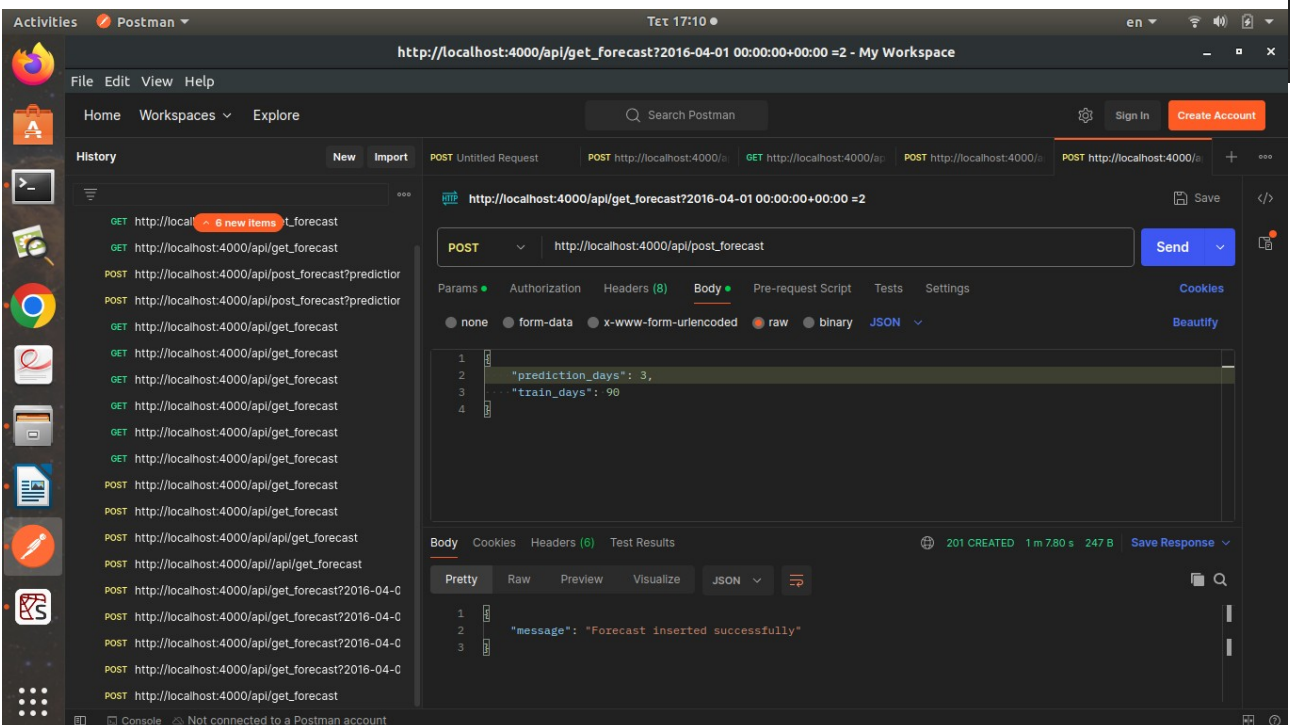 Activities Postman Τετ 17:10 en
http://localhost:4000/api/get_forecast?2016-04-01 00:00:00+00:00 =2 - My Workspace
File Edit View Help
Home Workspaces Explore Search Postman Sign In Create Account
History New Import
POST Untitled Request POST http://localhost:4000/a GET http://localhost:4000/ap POST http://localhost:4000/a POST http://localhost:4000/a
HTTP http://localhost:4000/api/get_forecast?2016-04-01 00:00:00+00:00 =2 Save
GET http://local 6 new items t_forecast
GET http://localhost:4000/api/get_forecast
POST http://localhost:4000/api/post_forecast?prediction
POST http://localhost:4000/api/post_forecast?prediction
GET http://localhost:4000/api/get_forecast
GET http://localhost:4000/api/get_forecast
GET http://localhost:4000/api/get_forecast
GET http://localhost:4000/api/get_forecast
GET http://localhost:4000/api/get_forecast
GET http://localhost:4000/api/get_forecast
POST http://localhost:4000/api/get_forecast
POST http://localhost:4000/api/get_forecast
POST http://localhost:4000/api/api/get_forecast
POST http://localhost:4000/api//api/get_forecast
POST http://localhost:4000/api/get_forecast?2016-04-0
POST http://localhost:4000/api/get_forecast?2016-04-0
POST http://localhost:4000/api/get_forecast?2016-04-0
POST http://localhost:4000/api/get_forecast?2016-04-0
POST http://localhost:4000/api/get_forecast
POST http://localhost:4000/api/post_forecast Send
Params Authorization Headers (8) Body Pre-request Script Tests Settings Cookies
none form-data x-www-form-urlencoded raw binary JSON Beautify
1 {
2 "prediction_days": 3,
3 "train_days": 90
4 }
Body Cookies Headers (6) Test Results 201 CREATED 1 m 7.80 s 247 B Save Response
Pretty Raw Preview Visualize JSON
1 {
2 "message": "Forecast inserted successfully"
3 }
Console Not connected to a Postman account